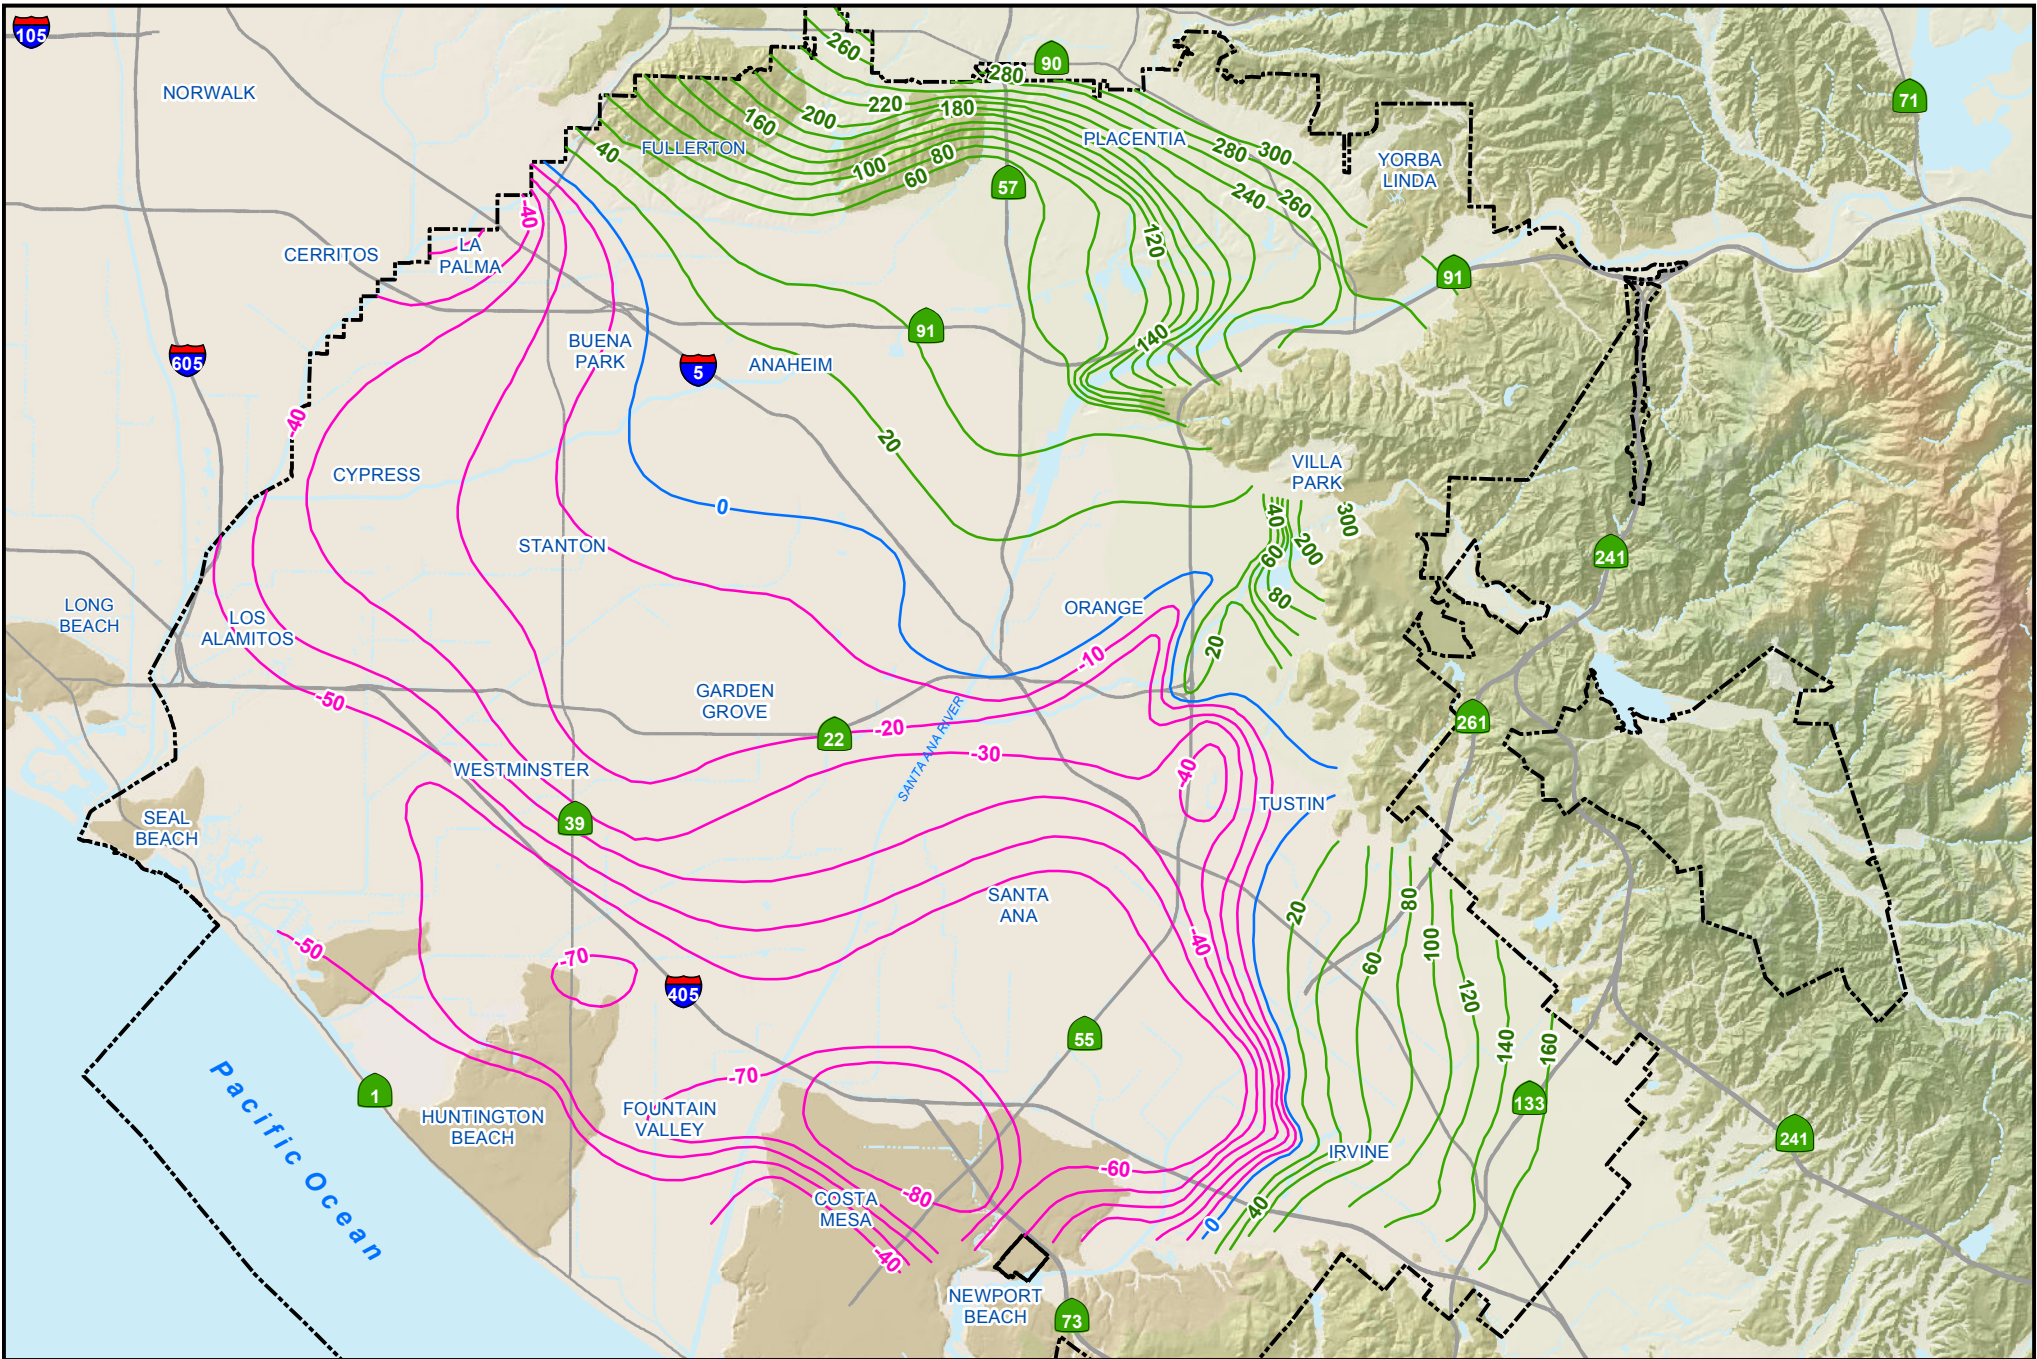 105
260
90
280
71
NORWALK
220
180
200
160
40
FULLERTON
80
100
60
57
PLACENTIA
280
300
YORBA
LINDA
240
260
-40
LA
PALMA
CERRITOS
120
91
91
605
BUENA
PARK
5
ANAHEIM
140
-40
20
CYPRESS
VILLA
PARK
0
40
300
STANTON
60
200
241
80
LONG
BEACH
LOS
ALAMITOS
ORANGE
20
-10
-50
GARDEN
GROVE
22
-20
SANTA ANA RIVER
261
-30
-40
WESTMINSTER
39
TUSTIN
SEAL
BEACH
SANTA
ANA
20
80
-50
-70
405
-40
60
100
120
55
140
160
Pacific Ocean
1
-70
HUNTINGTON
BEACH
FOUNTAIN
VALLEY
133
241
IRVINE
-60
-80
COSTA
MESA
-40
0
40
NEWPORT
BEACH
73